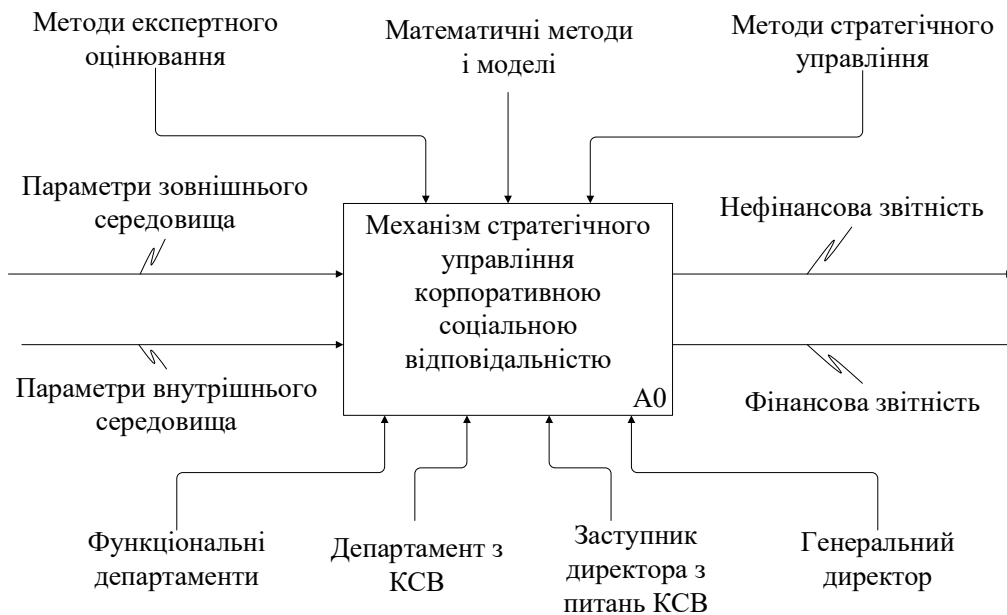 Методи експертного
оцінювання
Математичні методи
і моделі
Методи стратегічного
управління
Параметри зовнішнього
середовища
Механізм стратегічного
управління
корпоративною
соціальною
відповідальністю
А0
Нефінансова звітність
Параметри внутрішнього
середовища
Фінансова звітність
Функціональні
департаменти
Департамент з
КСВ
Заступник
директора з
питань КСВ
Генеральний
директор